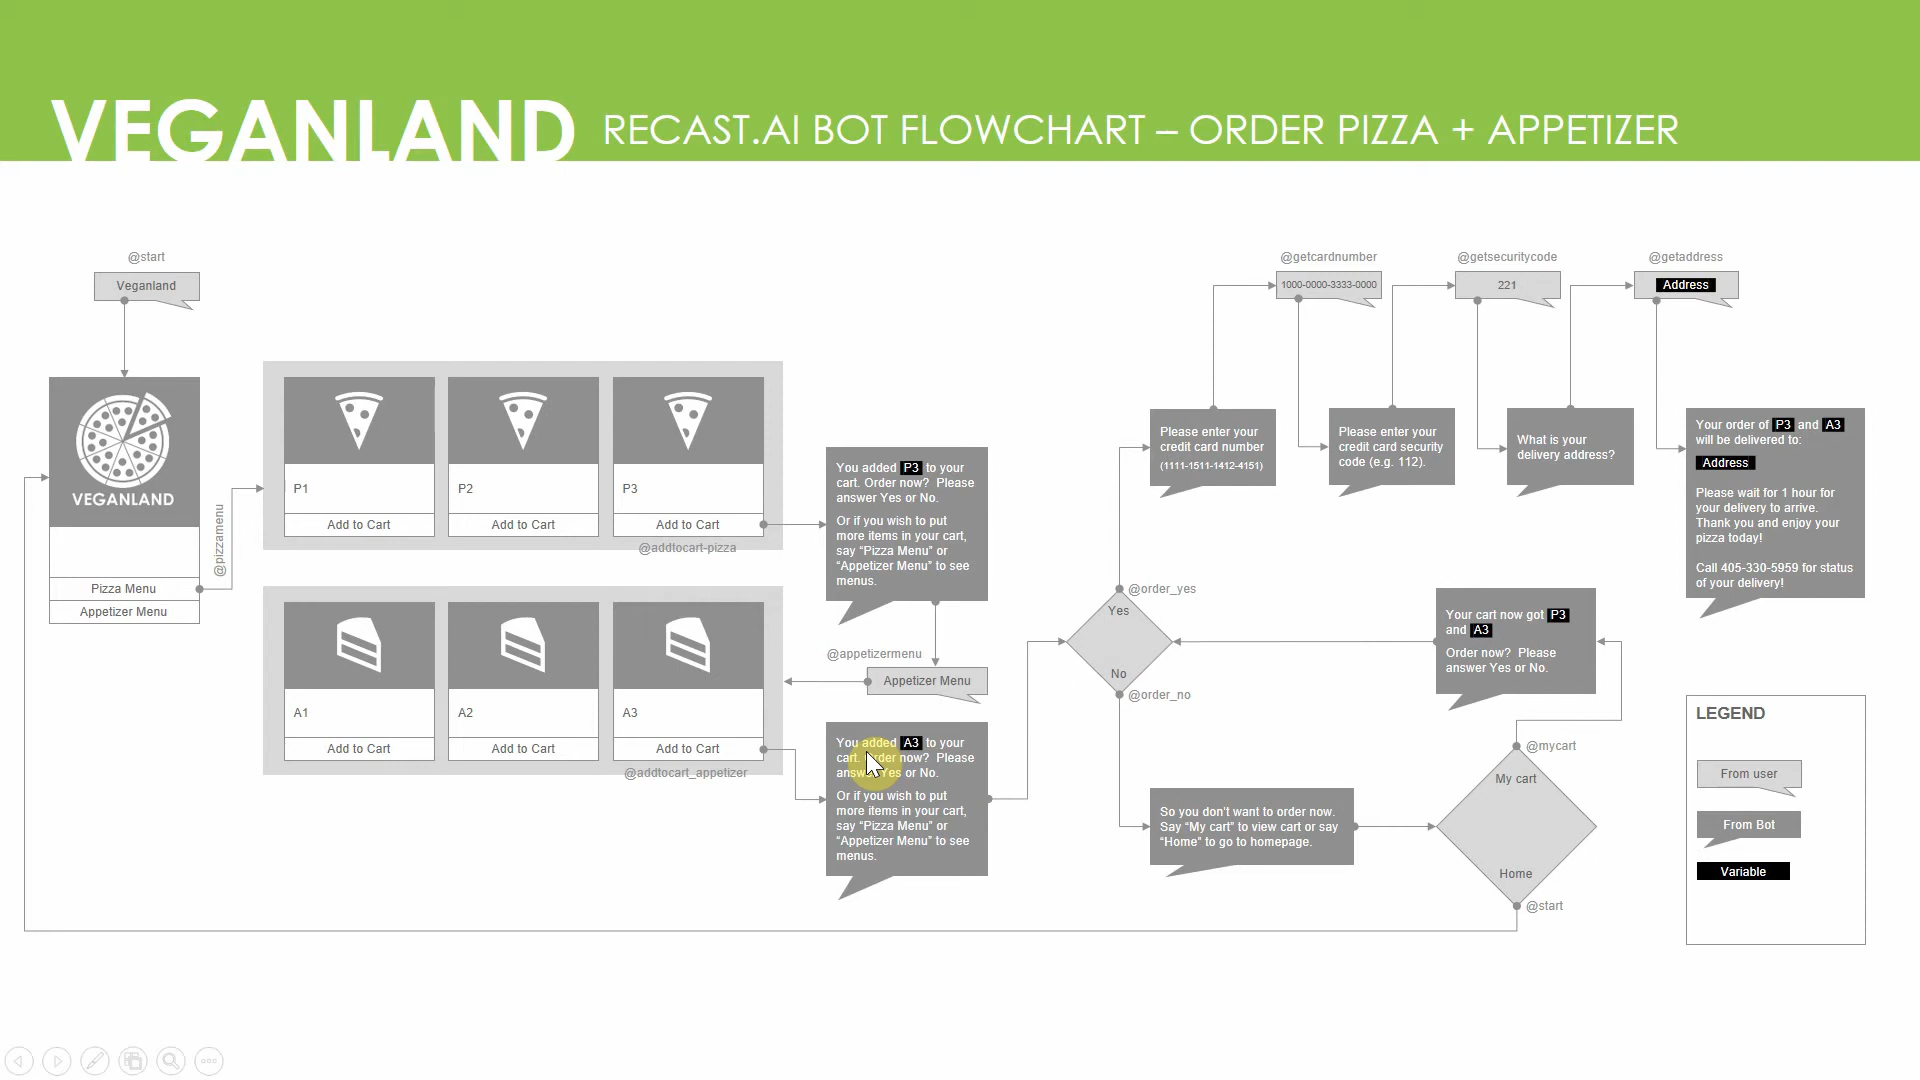 VEGANLAND RECAST.AI BOT FLOWCHART – ORDER PIZZA + APPETIZER
@start
Veganland
VEGANLAND
Pizza Menu
Appetizer Menu
@pizzamenu
P1
Add to Cart
P2
Add to Cart
P3
Add to Cart
@addtocart-pizza
A1
Add to Cart
A2
Add to Cart
A3
Add to Cart
@addtocart_appetizer
You added P3 to your
cart. Order now? Please
answer Yes or No.
Or if you wish to put
more items in your cart,
say “Pizza Menu” or
“Appetizer Menu” to see
menus.
@appetizermenu
Appetizer Menu
You added A3 to your
cart. Order now? Please
answer Yes or No.
Or if you wish to put
more items in your cart,
say “Pizza Menu” or
“Appetizer Menu” to see
menus.
@order_yes
Yes
No
@order_no
Please enter your
credit card number
(1111-1511-1412-4151)
@getcardnumber
1000-0000-3333-0000
Please enter your
credit card security
code (e.g. 112).
@getsecuritycode
221
What is your
delivery address?
@getaddress
Address
Your order of P3 and A3
will be delivered to:
Address
Please wait for 1 hour for
your delivery to arrive.
Thank you and enjoy your
pizza today!
Call 405-330-5959 for status
of your delivery!
Your cart now got P3
and A3
Order now? Please
answer Yes or No.
So you don’t want to order now.
Say “My cart” to view cart or say
“Home” to go to homepage.
@mycart
My cart
Home
@start
LEGEND
From user
From Bot
Variable